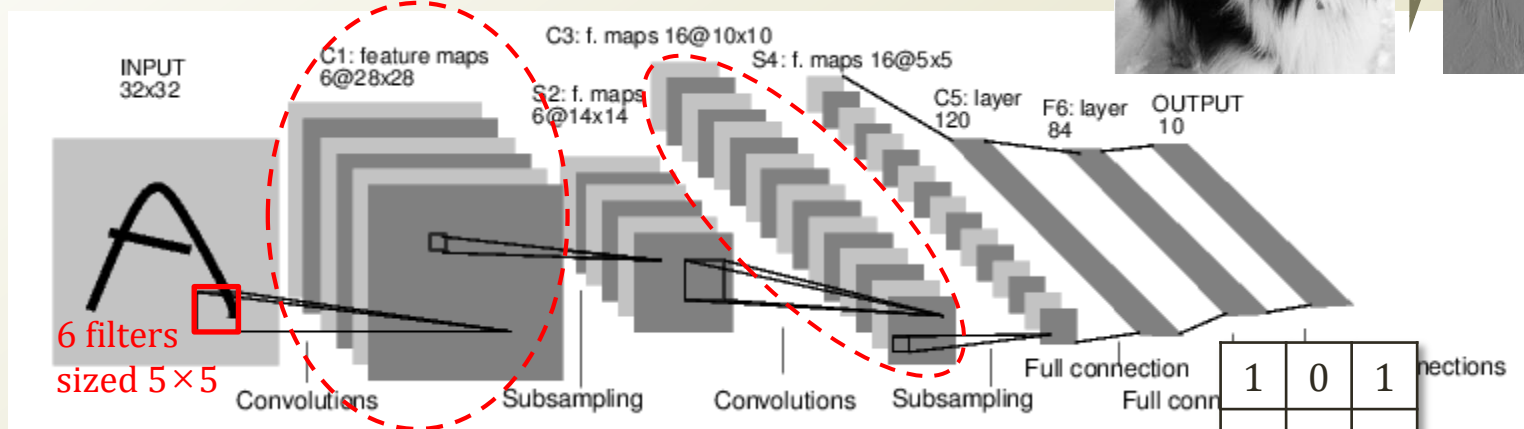 INPUT
32x32
C1: feature maps
6@28x28
S2: f. maps
6@14x14
C3: f. maps 16@10x10
S4: f. maps 16@5x5
C5: layer
120
F6: layer
84
OUTPUT
10
A
6 filters
sized 5×5
Convolutions
Subsampling
Convolutions
Subsampling
Full connection
Full conn
nections
1 0 1